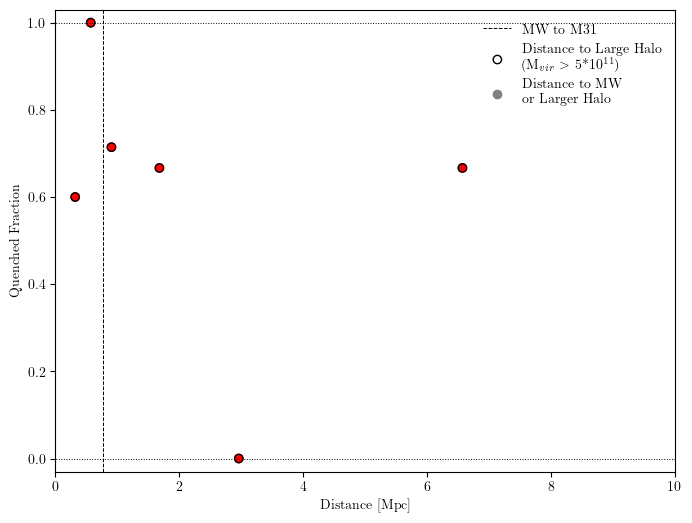 1.0
0.8
0.6
0.4
0.2
0.0
Quenched Fraction
MW to M31
Distance to Large Halo
(M_{vir} > 5*10^{11})
Distance to MW
or Larger Halo
0 2 4 6 8 10
Distance [Mpc]